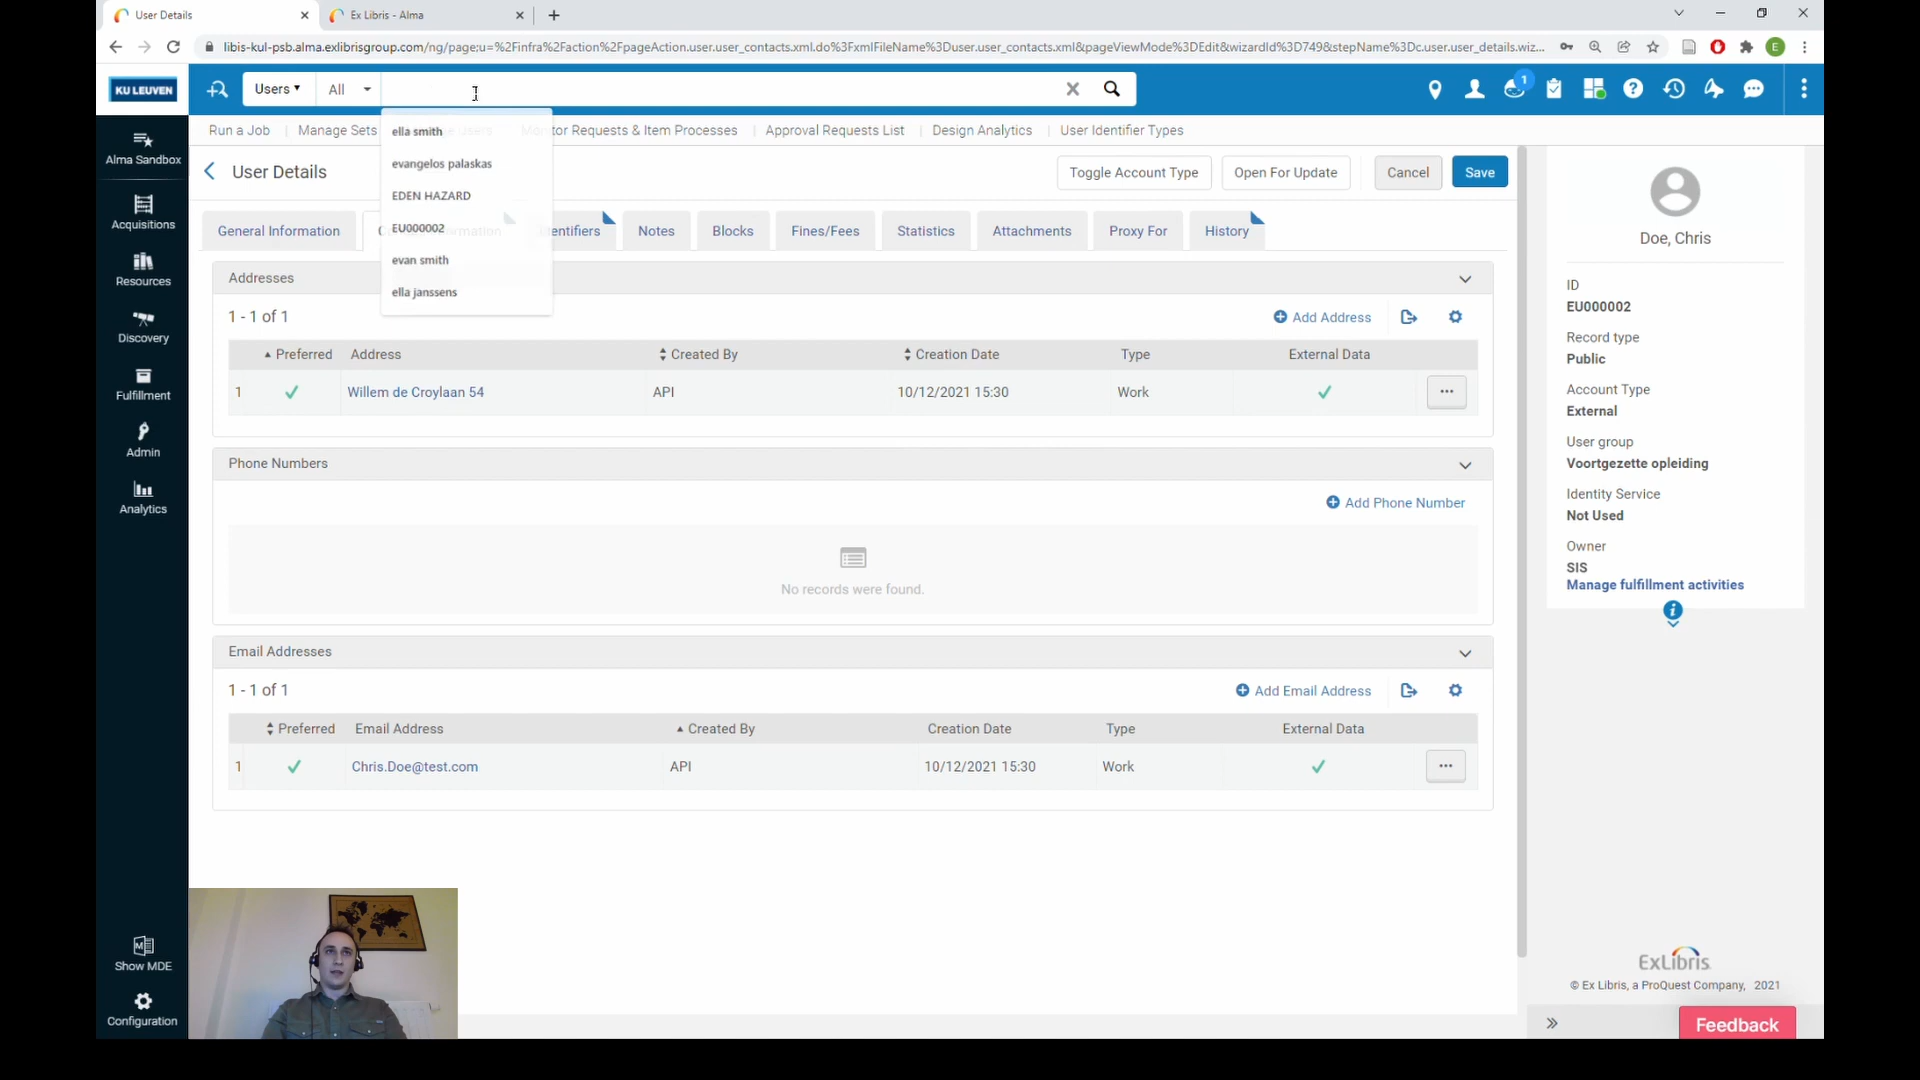 User Details
Ex Libris - Alma
libis-kul-psb.alma.exlibrisgroup.com/ng/page;u=%2Finfra%2Faction%2FpageAction.user.user_contacts.xml.do%3FxmlFileName%3Duser.user_contacts.xml&pageViewMode%3DEdit&wizardId%3D749&stepName%3Dc.user.user_details.wiz...
E
KU LEUVEN
Users
All
1
Run a Job
Manage Sets
Monitor Requests & Item Processes
Approval Requests List
Design Analytics
User Identifier Types
ella smith
evangelos palaskas
EDEN HAZARD
EU000002
evan smith
ella janssens
Alma Sandbox
Acquisitions
Resources
Discovery
Fulfillment
Admin
Analytics
Show MDE
Configuration
User Details
Toggle Account Type
Open For Update
Cancel
Save
General Information
Identifiers
Notes
Blocks
Fines/Fees
Statistics
Attachments
Proxy For
History
Addresses
1 - 1 of 1
Add Address
Preferred Address Created By Creation Date Type External Data
1 Willem de Croylaan 54 API 10/12/2021 15:30 Work ...
Phone Numbers
Add Phone Number
No records were found.
Email Addresses
1 - 1 of 1
Add Email Address
Preferred Email Address Created By Creation Date Type External Data
1 Chris.Doe@test.com API 10/12/2021 15:30 Work ...
Doe, Chris
ID
EU000002
Record type
Public
Account Type
External
User group
Voortgezette opleiding
Identity Service
Not Used
Owner
SIS
Manage fulfillment activities
ExLibris
© Ex Libris, a ProQuest Company, 2021
Feedback